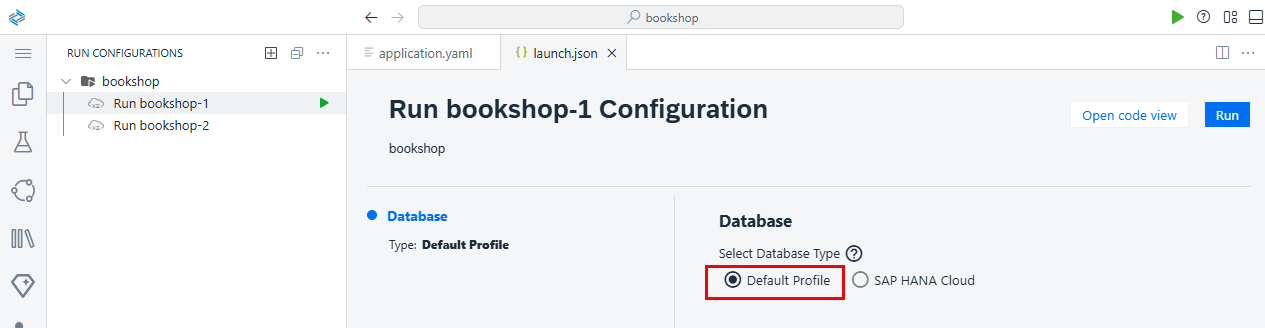 bookshop
RUN CONFIGURATIONS
application.yaml
{} launch.json
bookshop
Run bookshop-1
Run bookshop-2
Run bookshop-1 Configuration
Open code view
Run
bookshop
Database
Type: Default Profile
Database
Select Database Type
Default Profile
SAP HANA Cloud